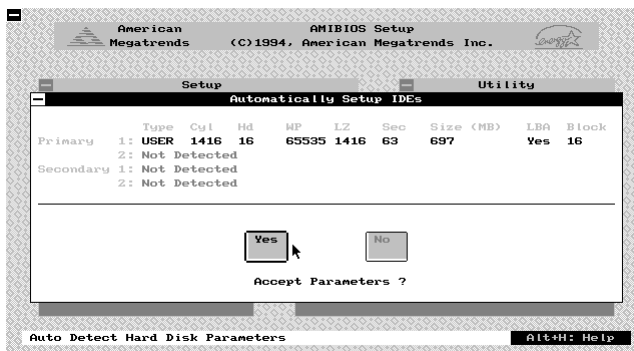 American
Megatrends
AMIBIOS Setup
(C)1994, American Megatrends Inc.
energy
Setup
Utility
Automatically Setup IDEs
Type Cyl Hd WP LZ Sec Size (MB) LBA Block
Primary 1: USER 1416 16 65535 1416 63 697 Yes 16
2: Not Detected
Secondary 1: Not Detected
2: Not Detected
Yes
No
Accept Parameters ?
Auto Detect Hard Disk Parameters
Alt+H: Help